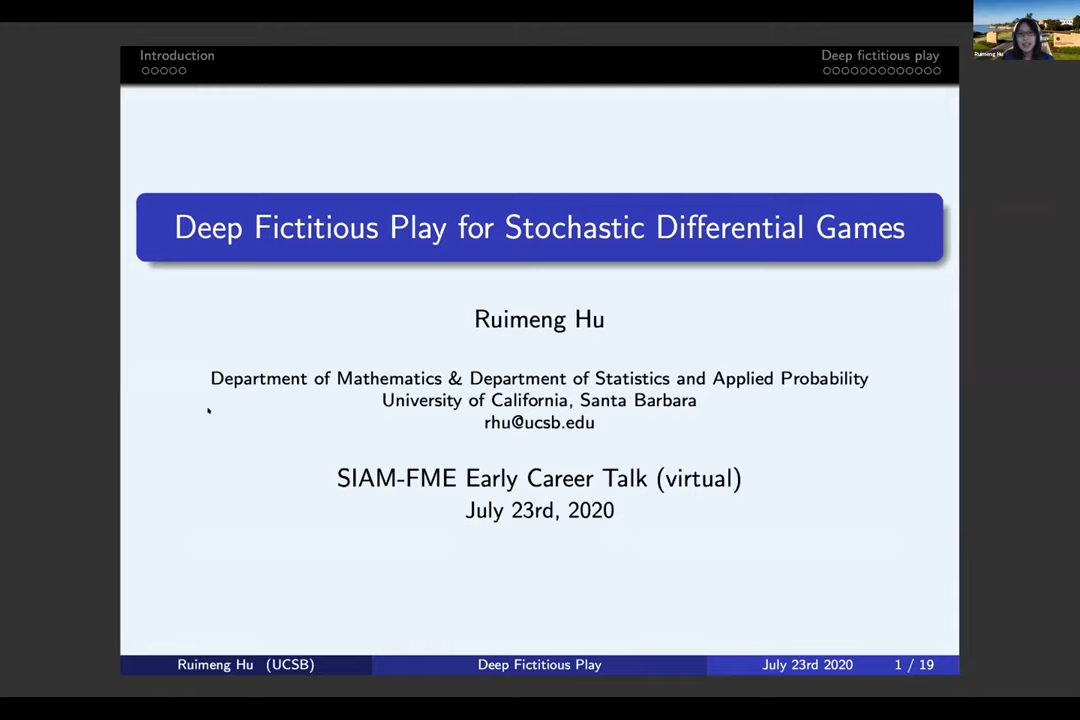 Introduction
Deep fictitious play
Ruimeng Hu
Deep Fictitious Play for Stochastic Differential Games
Ruimeng Hu
Department of Mathematics & Department of Statistics and Applied Probability
University of California, Santa Barbara
rhu@ucsb.edu
SIAM-FME Early Career Talk (virtual)
July 23rd, 2020
Ruimeng Hu (UCSB)
Deep Fictitious Play
July 23rd 2020
1 / 19